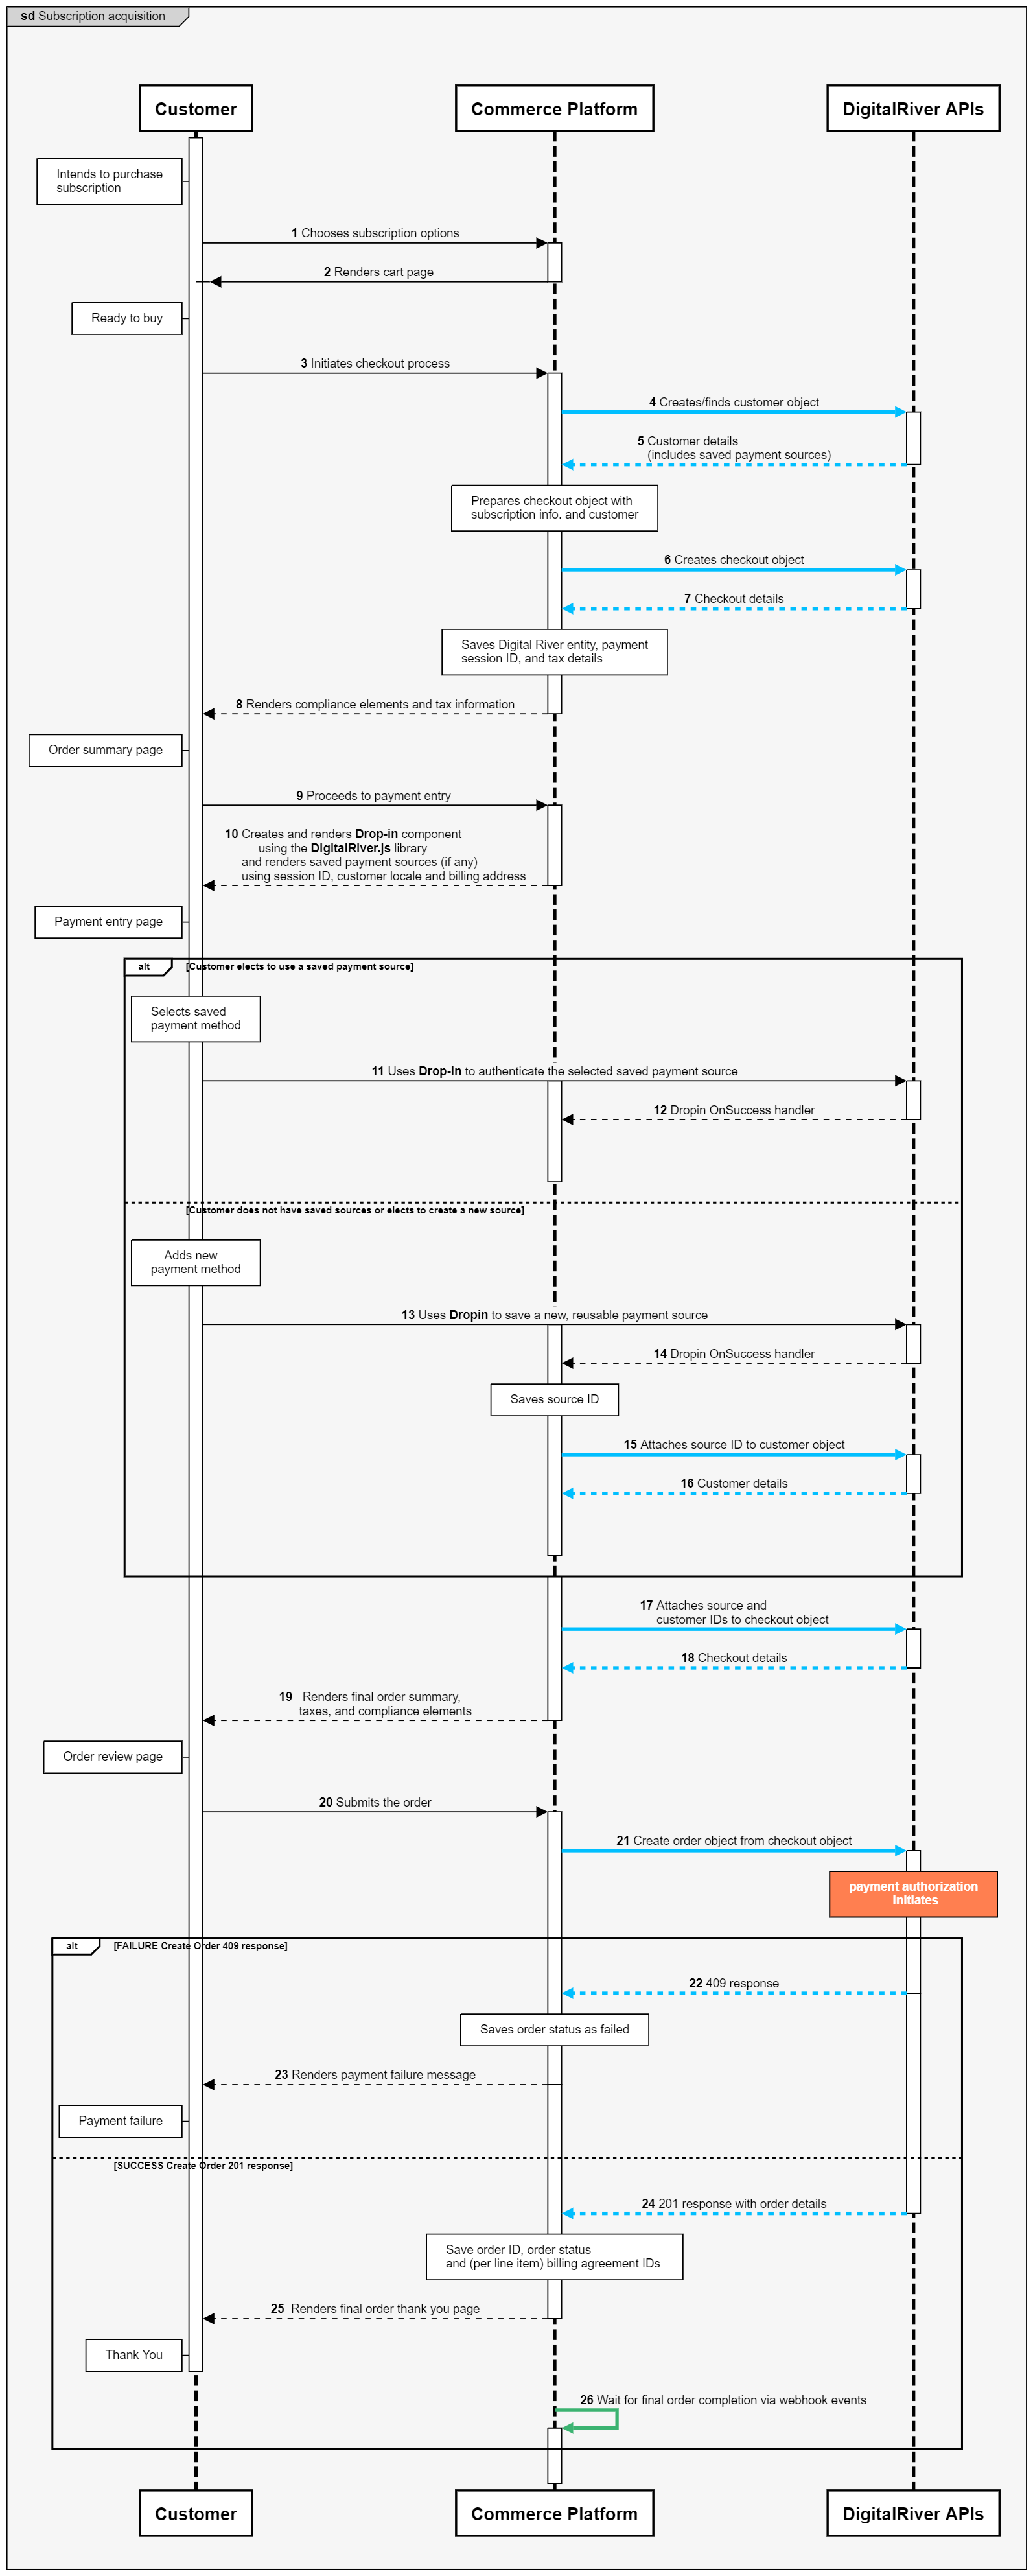 sd Subscription acquisition
Customer
Commerce Platform
DigitalRiver APIs
Intends to purchase
subscription
1 Chooses subscription options
2 Renders cart page
Ready to buy
3 Initiates checkout process
4 Creates/finds customer object
5 Customer details
(includes saved payment sources)
Prepares checkout object with
subscription info. and customer
6 Creates checkout object
7 Checkout details
Saves Digital River entity, payment
session ID, and tax details
8 Renders compliance elements and tax information
Order summary page
9 Proceeds to payment entry
10 Creates and renders Drop-in component
using the DigitalRiver.js library
and renders saved payment sources (if any)
using session ID, customer locale and billing address
Payment entry page
alt
[Customer elects to use a saved payment source]
Selects saved
payment method
11 Uses Drop-in to authenticate the selected saved payment source
12 Dropin OnSuccess handler
[Customer does not have saved sources or elects to create a new source]
Adds new
payment method
13 Uses Dropin to save a new, reusable payment source
14 Dropin OnSuccess handler
Saves source ID
15 Attaches source ID to customer object
16 Customer details
17 Attaches source and
customer IDs to checkout object
18 Checkout details
19 Renders final order summary,
taxes, and compliance elements
Order review page
20 Submits the order
21 Create order object from checkout object
payment authorization
initiates
alt
[FAILURE Create Order 409 response]
22 409 response
Saves order status as failed
23 Renders payment failure message
Payment failure
[SUCCESS Create Order 201 response]
24 201 response with order details
Save order ID, order status
and (per line item) billing agreement IDs
25 Renders final order thank you page
Thank You
26 Wait for final order completion via webhook events
Customer
Commerce Platform
DigitalRiver APIs